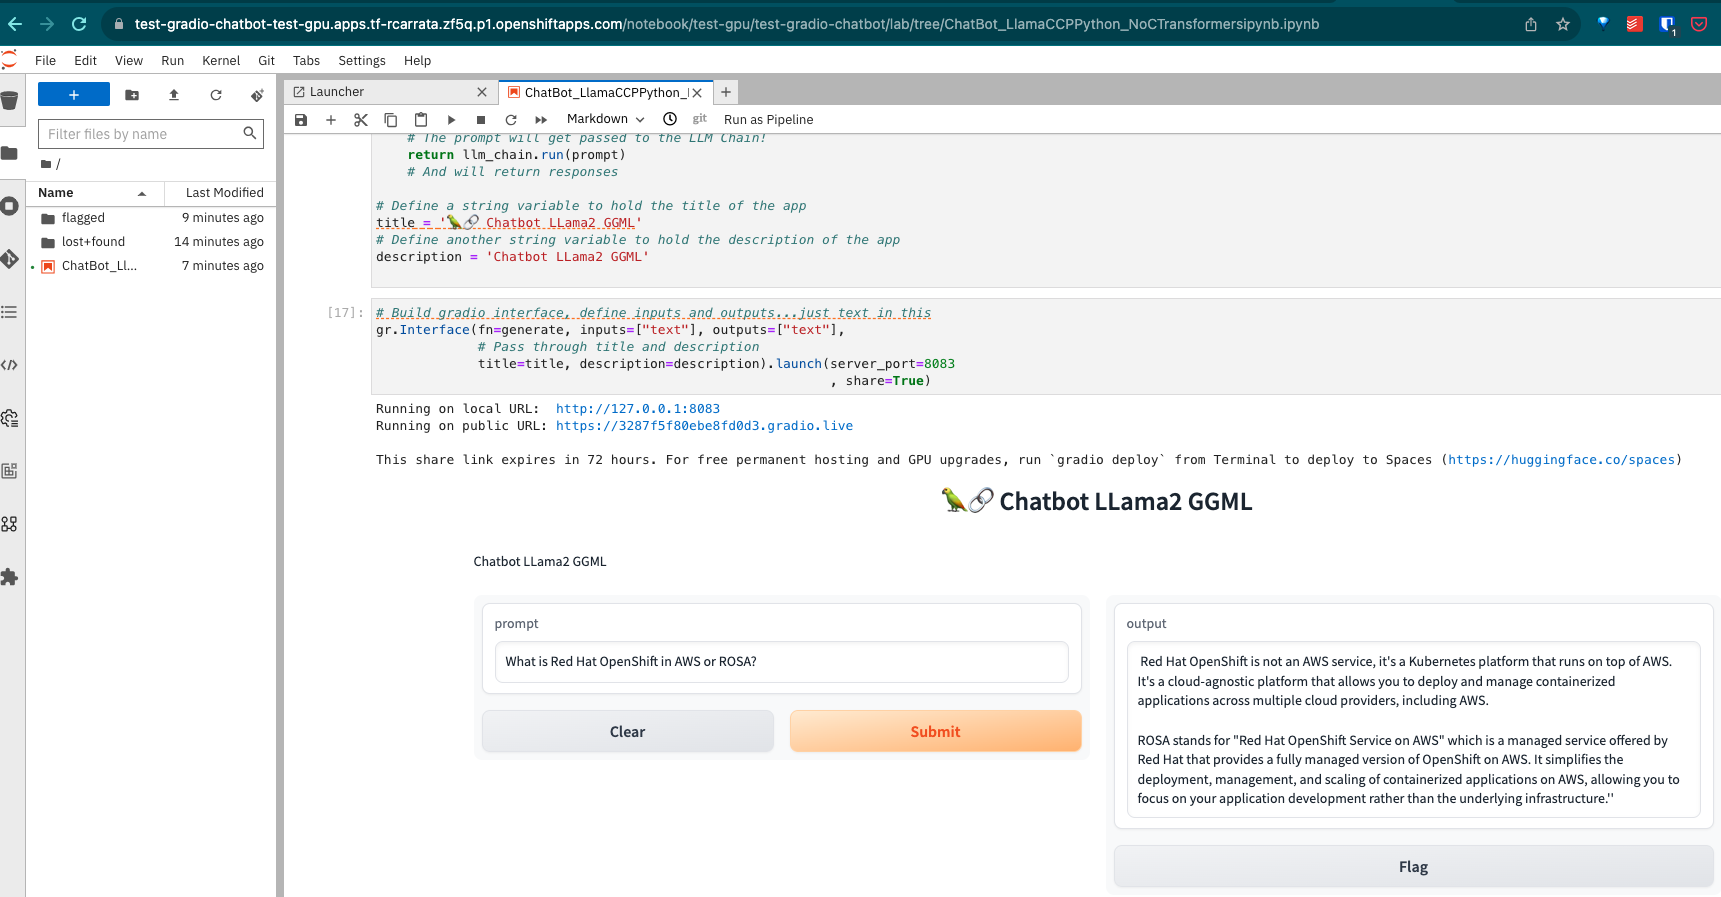 test-gradio-chatbot-test-gpu.apps.tf-rcarrata.zf5q.p1.openshiftapps.com/notebook/test-gpu/test-gradio-chatbot/lab/tree/ChatBot_LlamaCCPPython_NoCTransformersipynb.ipynb
1
File Edit View Run Kernel Git Tabs Settings Help
+
Filter files by name
/
Name Last Modified
flagged 9 minutes ago
lost+found 14 minutes ago
ChatBot_Ll... 7 minutes ago
Launcher
ChatBot_LlamaCCPPython_
Markdown
git
Run as Pipeline
# The prompt will get passed to the LLM Chain!
return llm_chain.run(prompt)
# And will return responses
# Define a string variable to hold the title of the app
title = '🦜🔗 Chatbot LLama2 GGML'
# Define another string variable to hold the description of the app
description = 'Chatbot LLama2 GGML'
[17]:
# Build gradio interface, define inputs and outputs...just text in this
gr.Interface(fn=generate, inputs=["text"], outputs=["text"],
# Pass through title and description
title=title, description=description).launch(server_port=8083
, share=True)
Running on local URL:  http://127.0.0.1:8083
Running on public URL: https://3287f5f80ebe8fd0d3.gradio.live
This share link expires in 72 hours. For free permanent hosting and GPU upgrades, run `gradio deploy` from Terminal to deploy to Spaces (https://huggingface.co/spaces)
🦜🔗 Chatbot LLama2 GGML
Chatbot LLama2 GGML
prompt
What is Red Hat OpenShift in AWS or ROSA?
Clear
Submit
output
Red Hat OpenShift is not an AWS service, it's a Kubernetes platform that runs on top of AWS.
It's a cloud-agnostic platform that allows you to deploy and manage containerized
applications across multiple cloud providers, including AWS.
ROSA stands for "Red Hat OpenShift Service on AWS" which is a managed service offered by
Red Hat that provides a fully managed version of OpenShift on AWS. It simplifies the
deployment, management, and scaling of containerized applications on AWS, allowing you to
focus on your application development rather than the underlying infrastructure.''
Flag